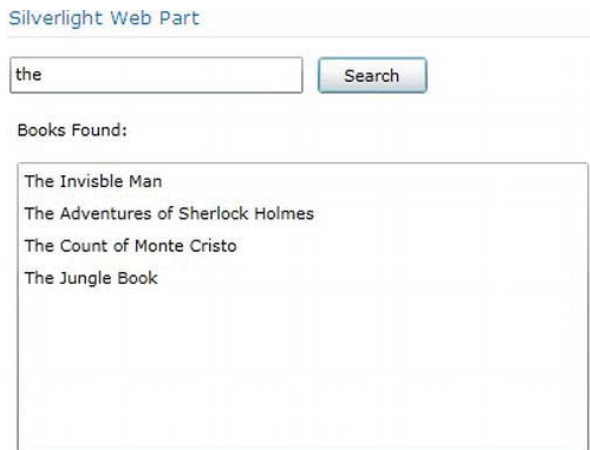 Silverlight Web Part
the
Search
Books Found:
The Invisble Man
The Adventures of Sherlock Holmes
The Count of Monte Cristo
The Jungle Book